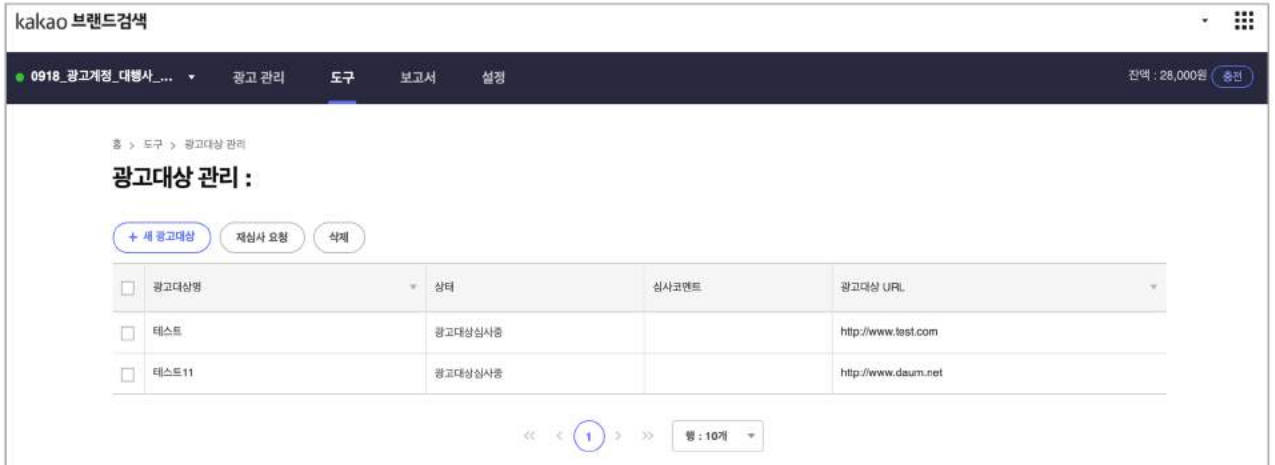 kakao 브랜드검색
0918_광고계정_대행사_... 광고 관리 도구 보고서 설정 잔액 : 28,000원 충전
홈 > 도구 > 광고대상 관리
광고대상 관리 :
+ 새 광고대상 재심사 요청 삭제
광고대상명 상태 심사코멘트 광고대상 URL
테스트 광고대상심사중 http://www.test.com
테스트11 광고대상심사중 http://www.daum.net
<< < 1 > >> 행 : 10개